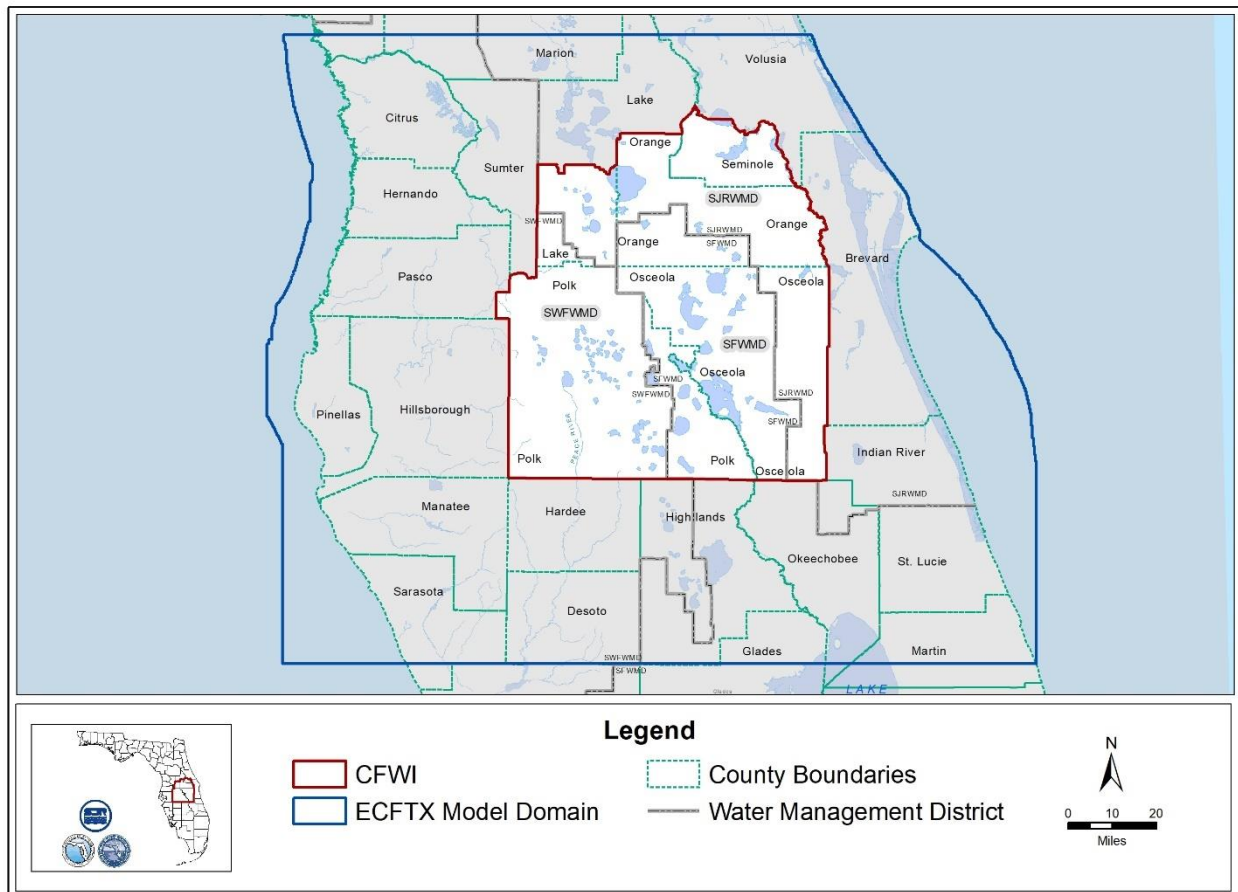 Marion
Volusia
Lake
Citrus
Orange
Seminole
Sumter
Hernando
SJRWMD
SWFWMD
Orange
Orange
SJRWMD
SFWMD
Lake
Brevard
Pasco
Polk
Osceola
Osceola
SWFWMD
SFWMD
Osceola
SFWMD
SWFWMD
SJRWMD
SFWMD
Pinellas
Hillsborough
PEACE RIVER
Indian River
Polk
Polk
Osceola
SJRWMD
Manatee
Hardee
Highlands
Okeechobee
St. Lucie
Sarasota
Desoto
Glades
Martin
SWFWMD
SFWMD
LAKE
Legend
CFWI
County Boundaries
ECFTX Model Domain
Water Management District
N
0 10 20
Miles